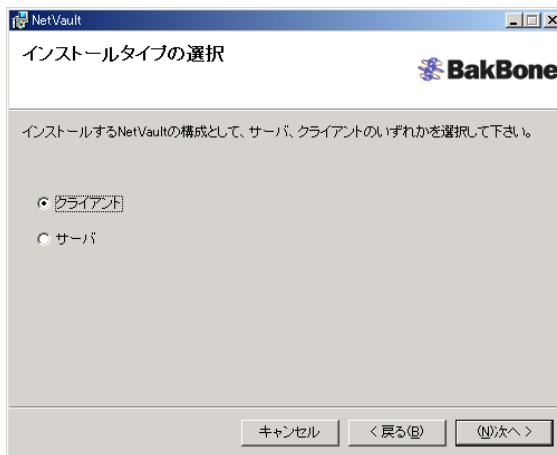 NetVault
インストールタイプの選択
BakBone
インストールするNetVaultの構成として、サーバ、クライアントのいずれかを選択して下さい。
クライアント
サーバ
キャンセル
< 戻る(B)
(N)次へ >